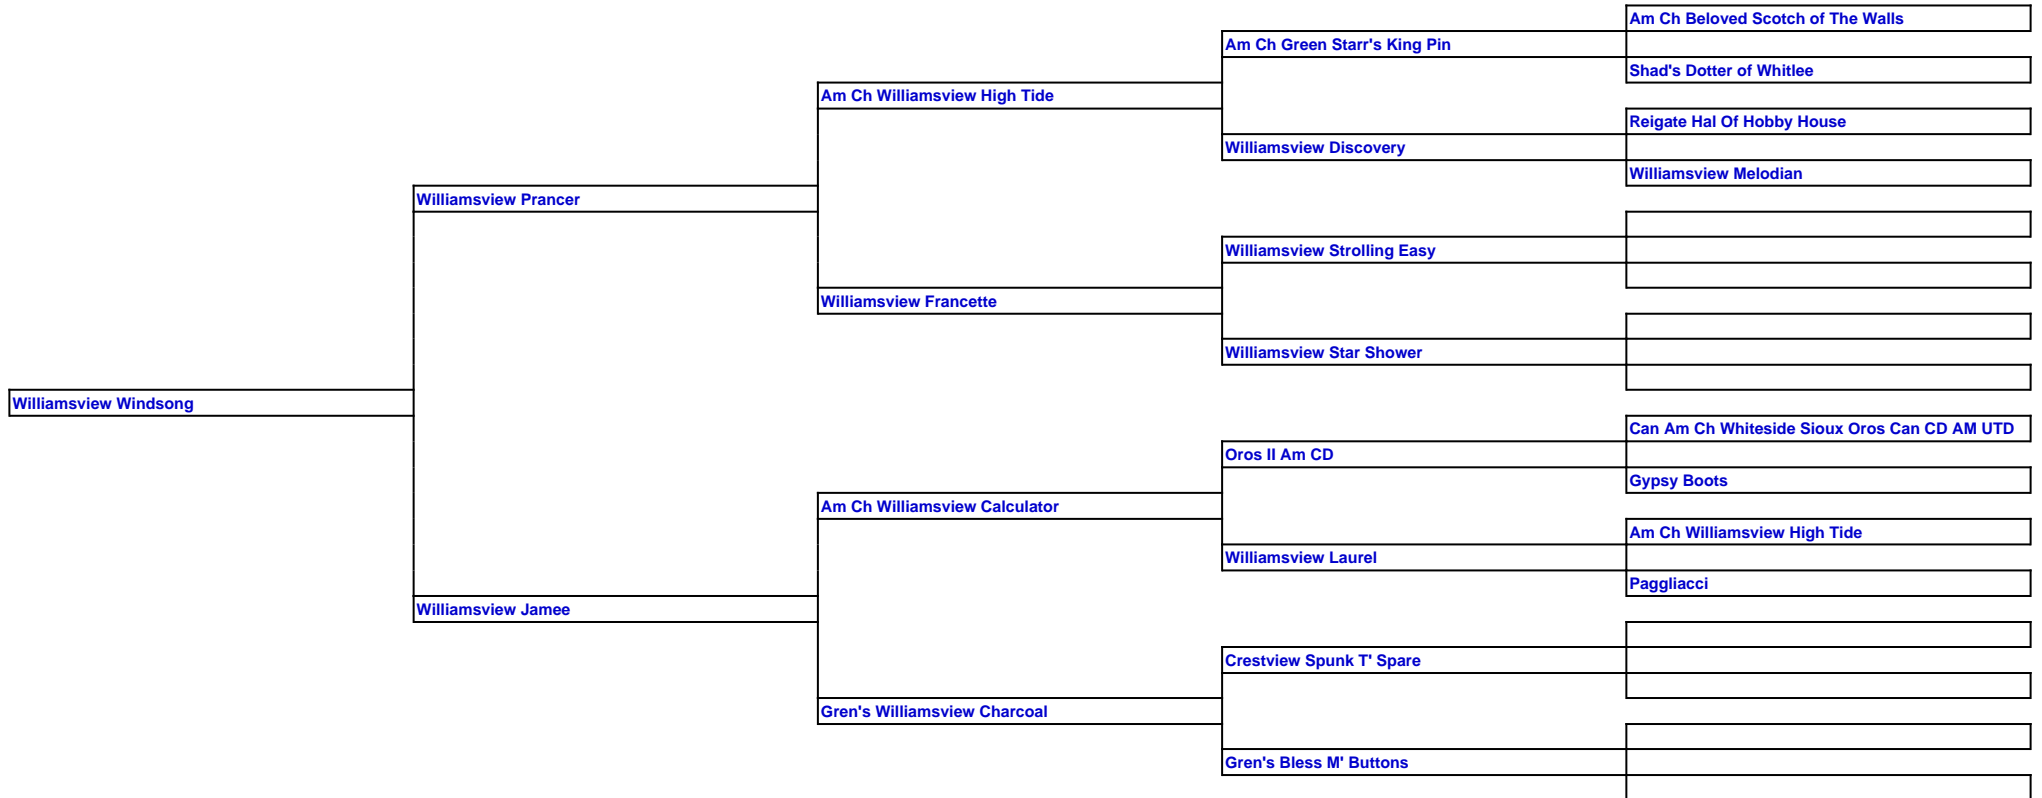 Am Ch Beloved Scotch of The Walls
Am Ch Green Starr's King Pin
Shad's Dotter of Whitlee
Am Ch Williamsview High Tide
Reigate Hal Of Hobby House
Williamsview Discovery
Williamsview Melodian
Williamsview Prancer
Williamsview Strolling Easy
Williamsview Francette
Williamsview Star Shower
Williamsview Windsong
Can Am Ch Whiteside Sioux Oros Can CD AM UTD
Oros II Am CD
Gypsy Boots
Am Ch Williamsview Calculator
Am Ch Williamsview High Tide
Williamsview Laurel
Paggliacci
Williamsview Jamee
Crestview Spunk T' Spare
Gren's Williamsview Charcoal
Gren's Bless M' Buttons